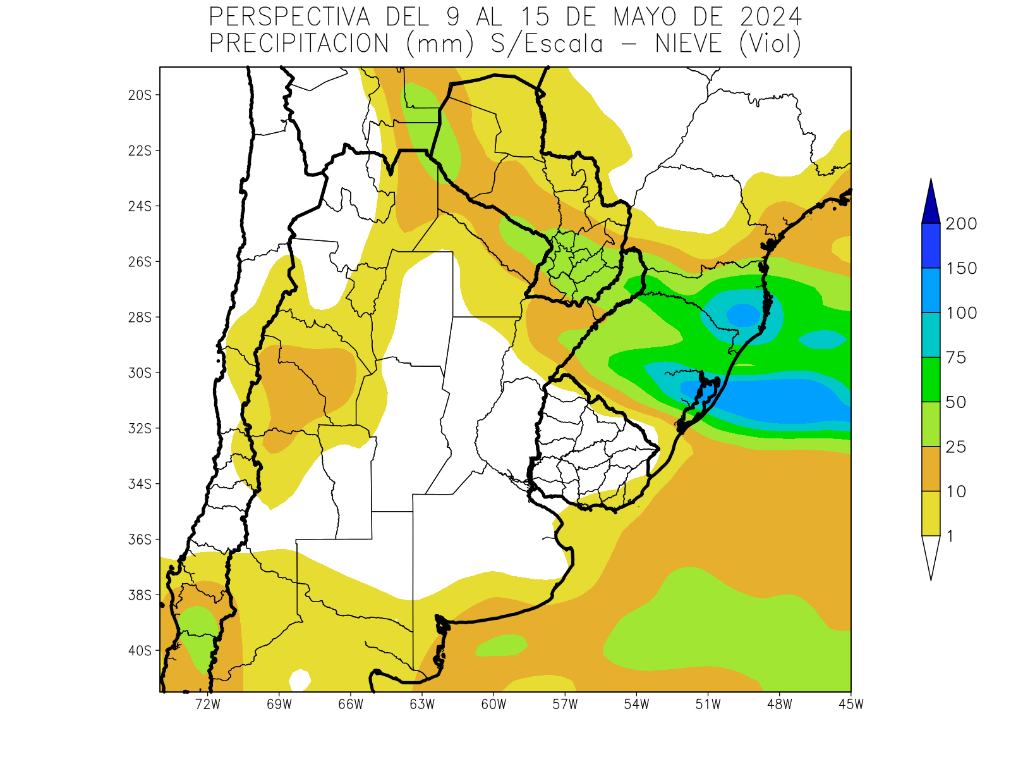 PERSPECTIVA DEL 9 AL 15 DE MAYO DE 2024
PRECIPITACION (mm) S/Escala – NIEVE (Viol)
20S
22S
24S
26S
28S
30S
32S
34S
36S
38S
40S
72W 69W 66W 63W 60W 57W 54W 51W 48W 45W
200
150
100
75
50
25
10
1